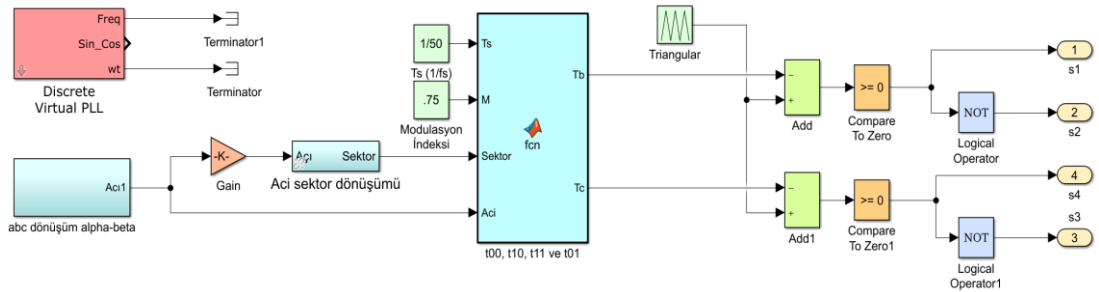 Freq
Sin_Cos
wt
Discrete
Virtual PLL
Terminator1
Terminator
Acı1
abc dönüşüm alpha-beta
-K-
Gain
Açı Sektor
Aci sektor dönüşümü
1/50
Ts (1/fs)
.75
Modulasyon
İndeksi
Ts
M
Sektor
Aci
fcn
Tb
Tc
t00, t10, t11 ve t01
Triangular
Add
>= 0
Compare
To Zero
NOT
Logical
Operator
1
s1
2
s2
Add1
>= 0
Compare
To Zero1
NOT
Logical
Operator1
4
s4
s3
3